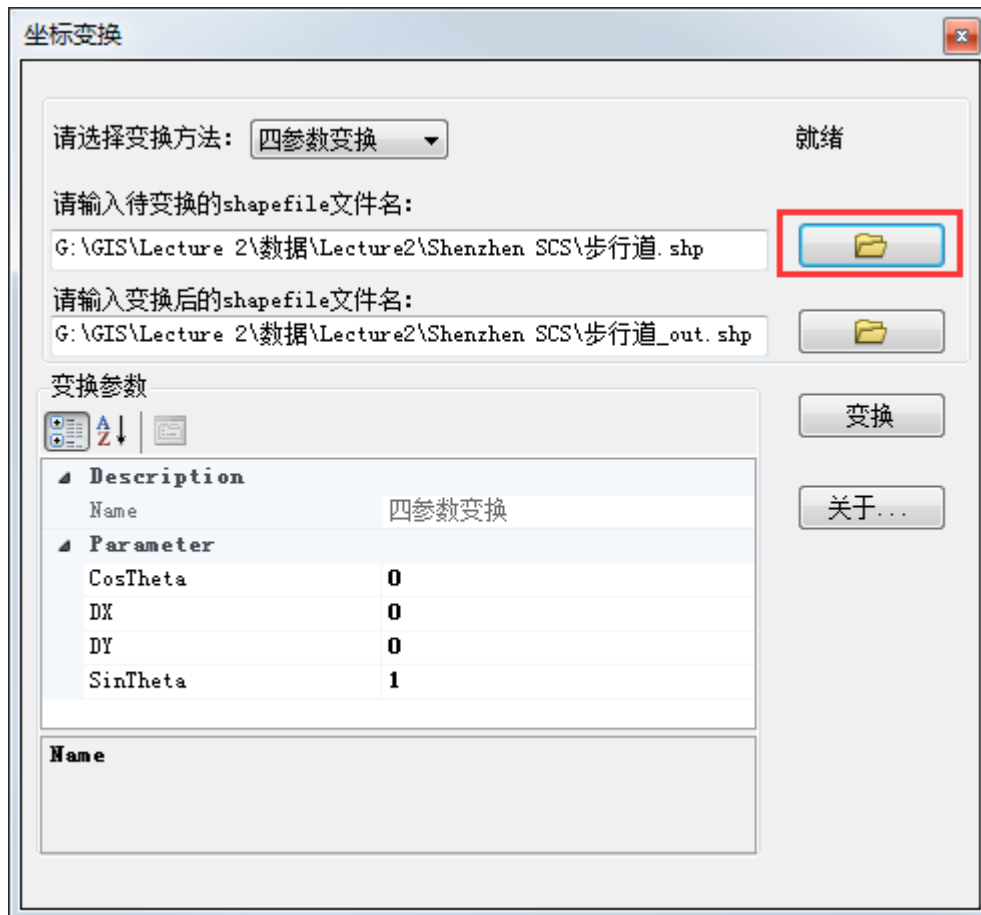 坐标变换
请选择变换方法: 四参数变换 就绪
请输入待变换的shapefile文件名:
G:\GIS\Lecture 2\数据\Lecture2\Shenzhen SCS\步行道.shp
请输入变换后的shapefile文件名:
G:\GIS\Lecture 2\数据\Lecture2\Shenzhen SCS\步行道_out.shp
变换参数
变换
Description
Name 四参数变换
关于...
Parameter
CosTheta 0
DX 0
DY 0
SinTheta 1
Name